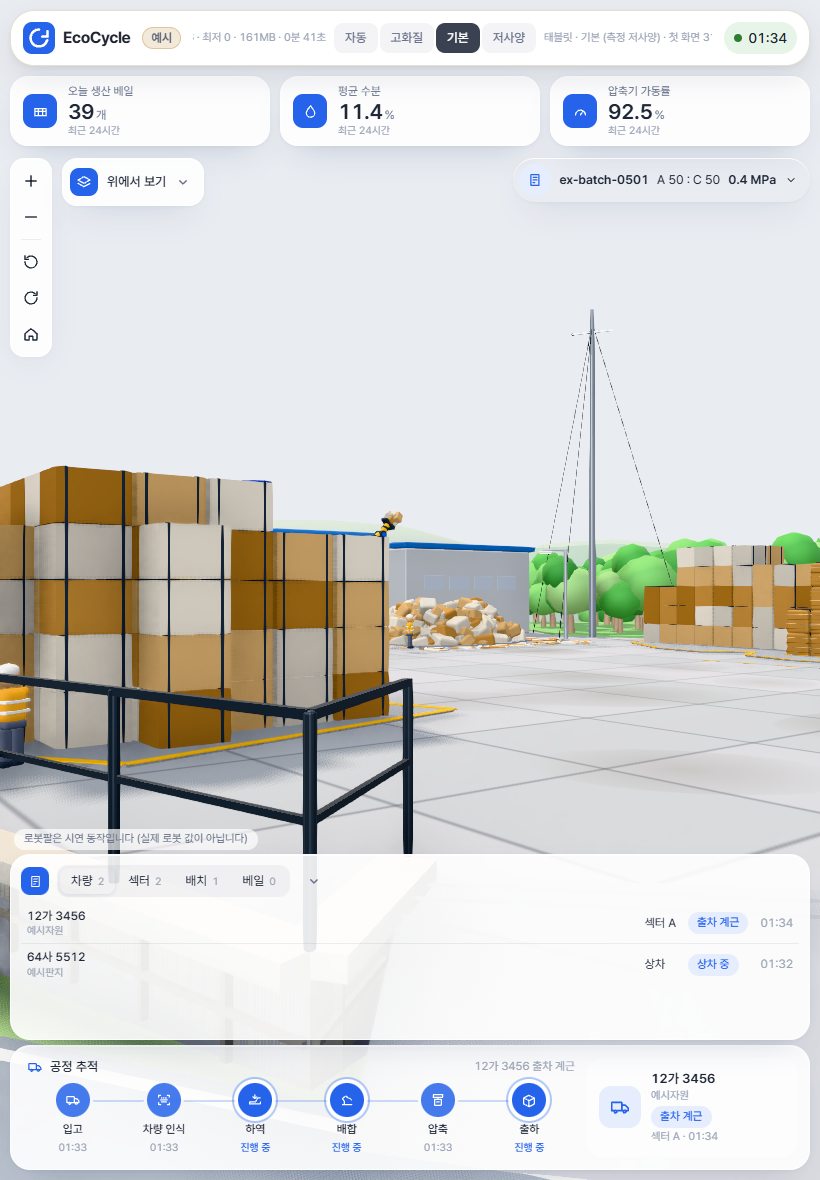 EcoCycle
예시
· 최저 0 · 161MB · 0분 41초
자동
고화질
기본
저사양
태블릿 · 기본 (측정 저사양) · 첫 화면
01:34
오늘 생산 베일
39개
최근 24시간
평균 수분
11.4%
최근 24시간
압축기 가동률
92.5%
최근 24시간
위에서 보기
ex-batch-0501 A 50 : C 50 0.4 MPa
로봇팔은 시연 동작입니다 (실제 로봇 값이 아닙니다)
차량 2
섹터 2
배치 1
베일 0
12가 3456
예시자원
섹터 A
출차 계근
01:34
64사 5512
예시판지
상차
상차 중
01:32
공정 추적
12가 3456 출차 계근
입고
01:33
차량 인식
01:33
하역
진행 중
배합
진행 중
압축
01:33
출하
진행 중
12가 3456
예시자원
출차 계근
섹터 A · 01:34